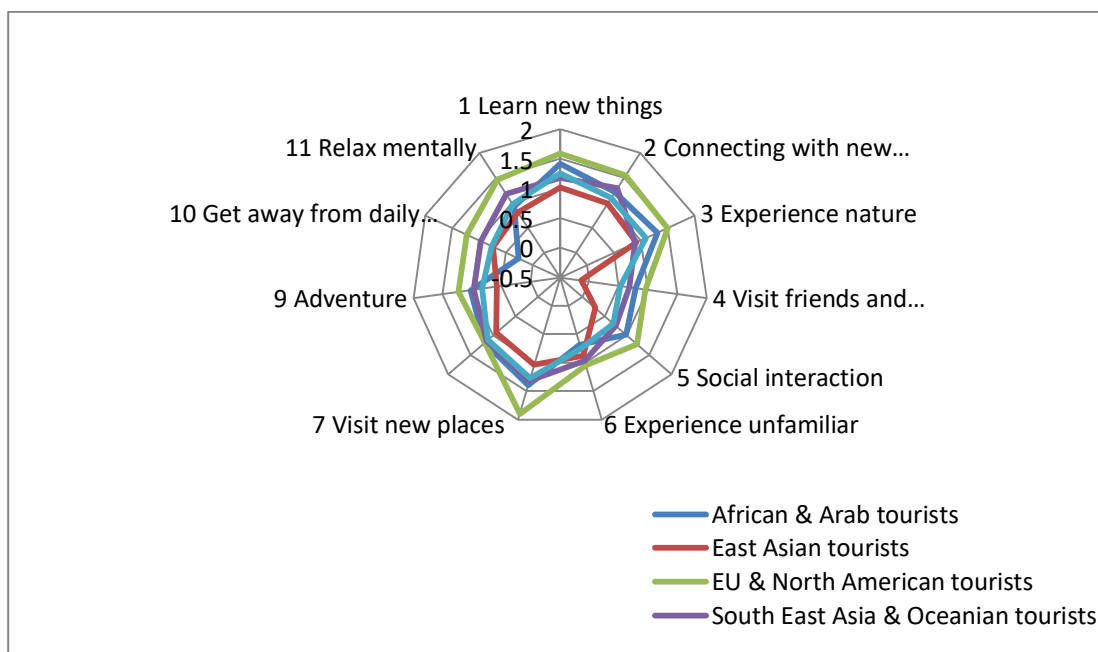 1 Learn new things
2 Connecting with new...
3 Experience nature
4 Visit friends and...
5 Social interaction
6 Experience unfamiliar
7 Visit new places
9 Adventure
10 Get away from daily...
11 Relax mentally
2
1.5
1
0.5
0
-0.5
African & Arab tourists
East Asian tourists
EU & North American tourists
South East Asia & Oceanian tourists